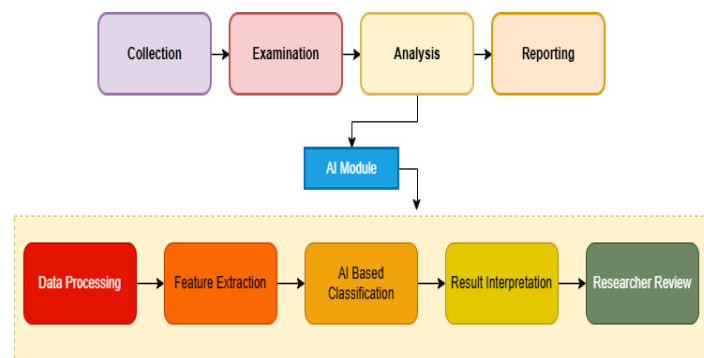 Collection
Examination
Analysis
Reporting
AI Module
Data Processing
Feature Extraction
AI Based
Classification
Result Interpretation
Researcher Review